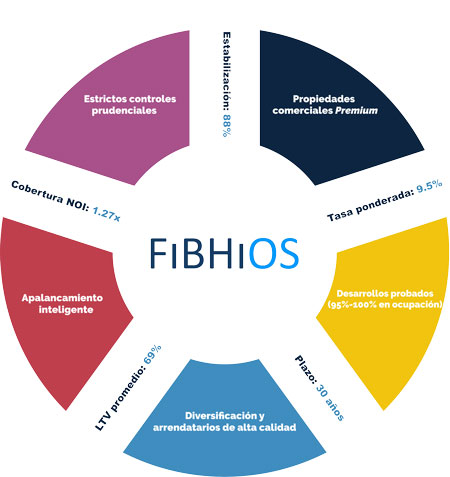 Estabilización: 88%
Estrictos controles
prudenciales
Propiedades
comerciales Premium
Cobertura NOI: 1.27x
Tasa ponderada: 9.5%
FiBHiOS
Apalancamiento
inteligente
Desarrollos probados
(95%-100% en ocupación)
LTV promedio: 69%
Plazo: 30 años
Diversificación y
arrendatarios de alta calidad